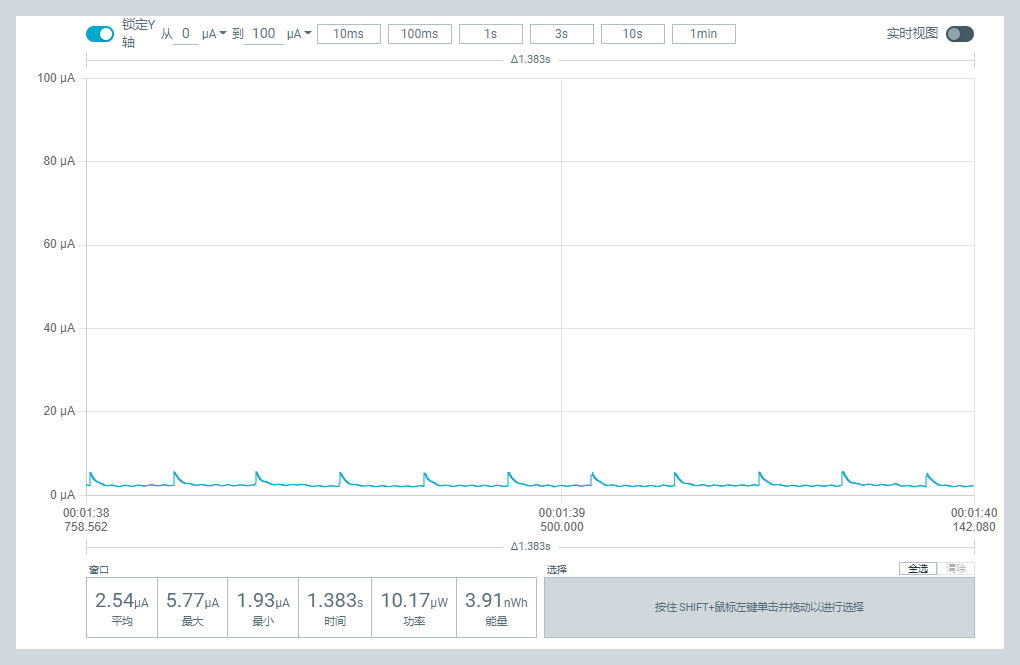 锁定Y轴 从 0 μA 到 100 μA 10ms 100ms 1s 3s 10s 1min 实时视图
Δ1.383s
100 μA
80 μA
60 μA
40 μA
20 μA
0 μA
00:01:38 00:01:39 00:01:40
758.562 500.000 142.080
Δ1.383s
窗口 选择 全选 清除
2.54μA 5.77μA 1.93μA 1.383s 10.17μW 3.91nWh
平均 最大 最小 时间 功率 能量
按住 SHIFT+鼠标左键单击并拖动以进行选择